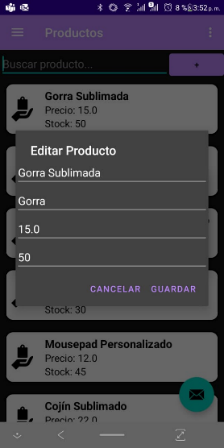 8% 3:52 p.m.
Productos
Buscar producto...
+
Gorra Sublimada
Precio: 15.0
Stock: 50
Editar Producto
Gorra Sublimada
Gorra
15.0
50
CANCELAR GUARDAR
Stock: 30
Mousepad Personalizado
Precio: 12.0
Stock: 45
Cojín Sublimado
Precio: 22.0